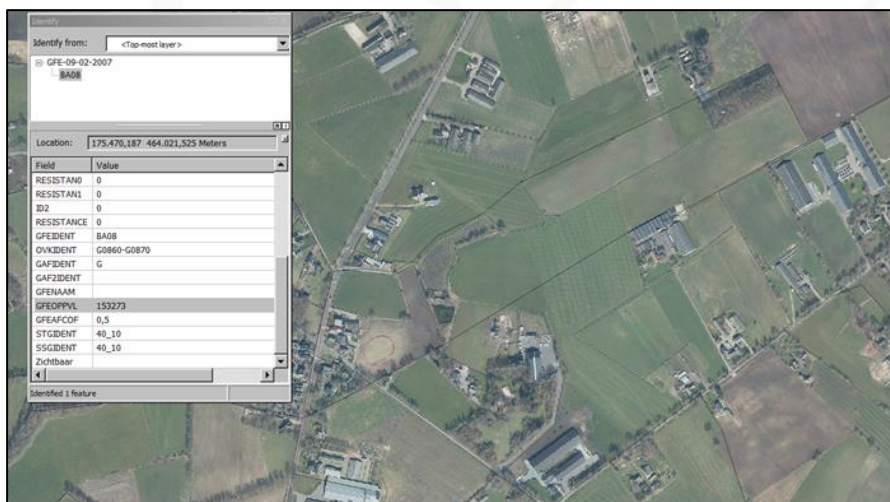 Identify
Identify from: <Top-most layer>
GFE-09-02-2007
BA08
Location: 175.470,187 464.021,525 Meters
Field Value
RESISTAN0 0
RESISTAN1 0
ID2 0
RESISTANCE 0
GFEIDENT BA08
OVKIDENT G0860-G0870
GAFIDENT G
GAF2IDENT
GFENAAM
GFEOPPVL 153273
GFEAFCOF 0,5
STGIDENT 40_10
SSGIDENT 40_10
Zichtbaar
Identified 1 feature